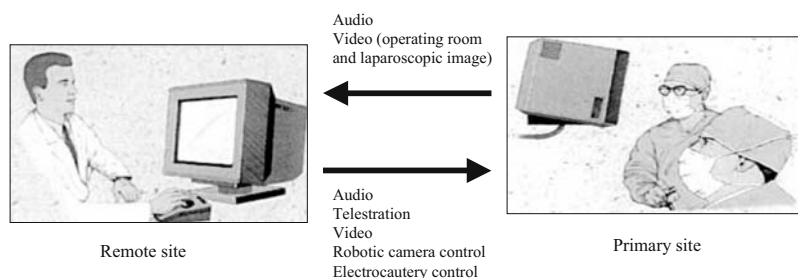 Audio
Video (operating room
and laparoscopic image)
Audio
Telestration
Video
Robotic camera control
Electrocautery control
Remote site
Primary site